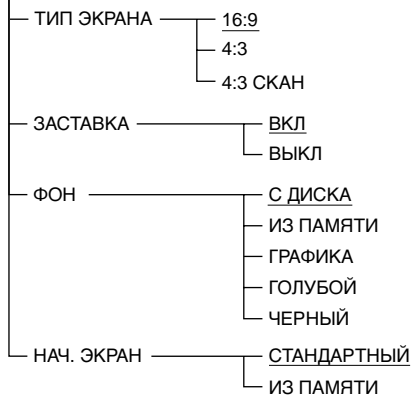 ТИП ЭКРАНА 16:9
4:3
4:3 СКАН
ЗАСТАВКА ВКЛ
ВЫКЛ
ФОН С ДИСКА
ИЗ ПАМЯТИ
ГРАФИКА
ГОЛУБОЙ
ЧЕРНЫЙ
НАЧ. ЭКРАН СТАНДАРТНЫЙ
ИЗ ПАМЯТИ